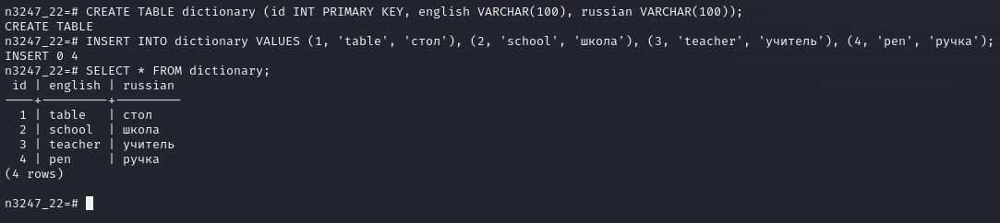 n3247_22=# CREATE TABLE dictionary (id INT PRIMARY KEY, english VARCHAR(100), russian VARCHAR(100));
CREATE TABLE
n3247_22=# INSERT INTO dictionary VALUES (1, 'table', 'стол'), (2, 'school', 'школа'), (3, 'teacher', 'учитель'), (4, 'pen', 'ручка');
INSERT 0 4
n3247_22=# SELECT * FROM dictionary;
 id | english | russian
----+---------+---------
  1 | table   | стол
  2 | school  | школа
  3 | teacher | учитель
  4 | pen     | ручка
(4 rows)

n3247_22=#